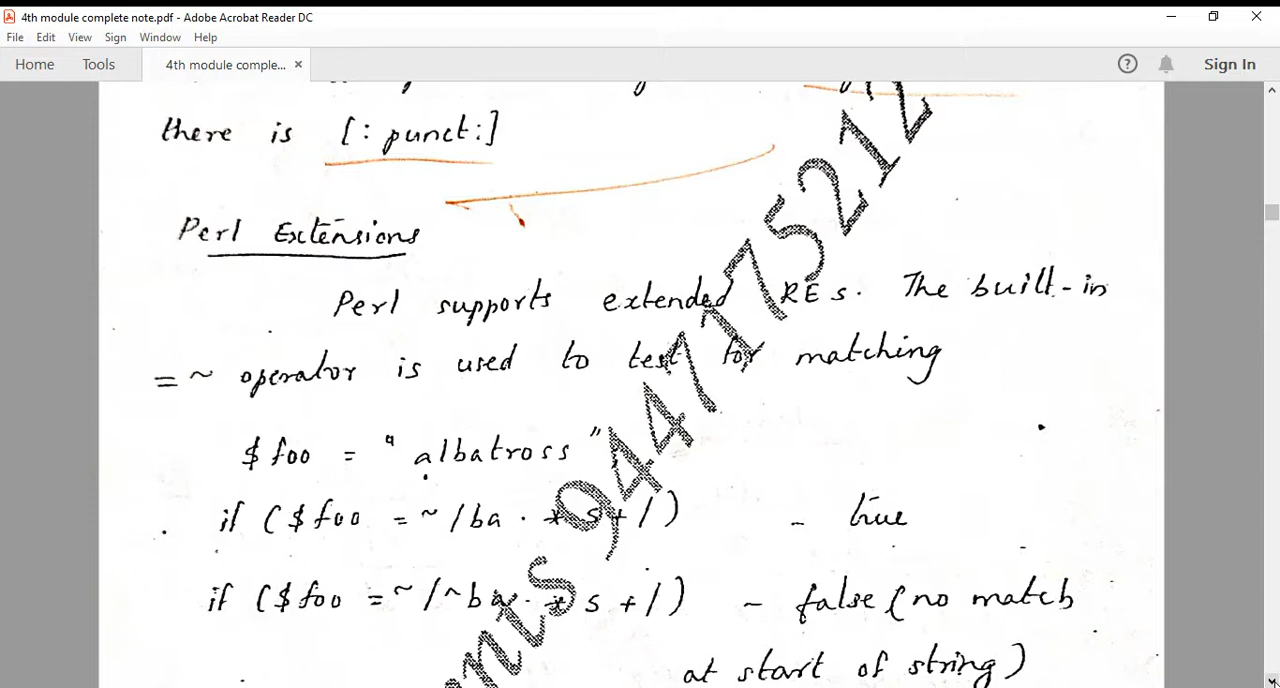 4th module complete note.pdf - Adobe Acrobat Reader DC
File Edit View Sign Window Help
Home Tools 4th module comple... × ? Sign In
there is [: punct:]
Perl Extensions
Perl supports extended REs. The built-in
=~ operator is used to test for matching
$foo = "albatross"
if ($foo =~ /ba.*s+/) - true
if ($foo =~ /^ba.*s+/) - false (no match
at start of string)
nts 9447175212